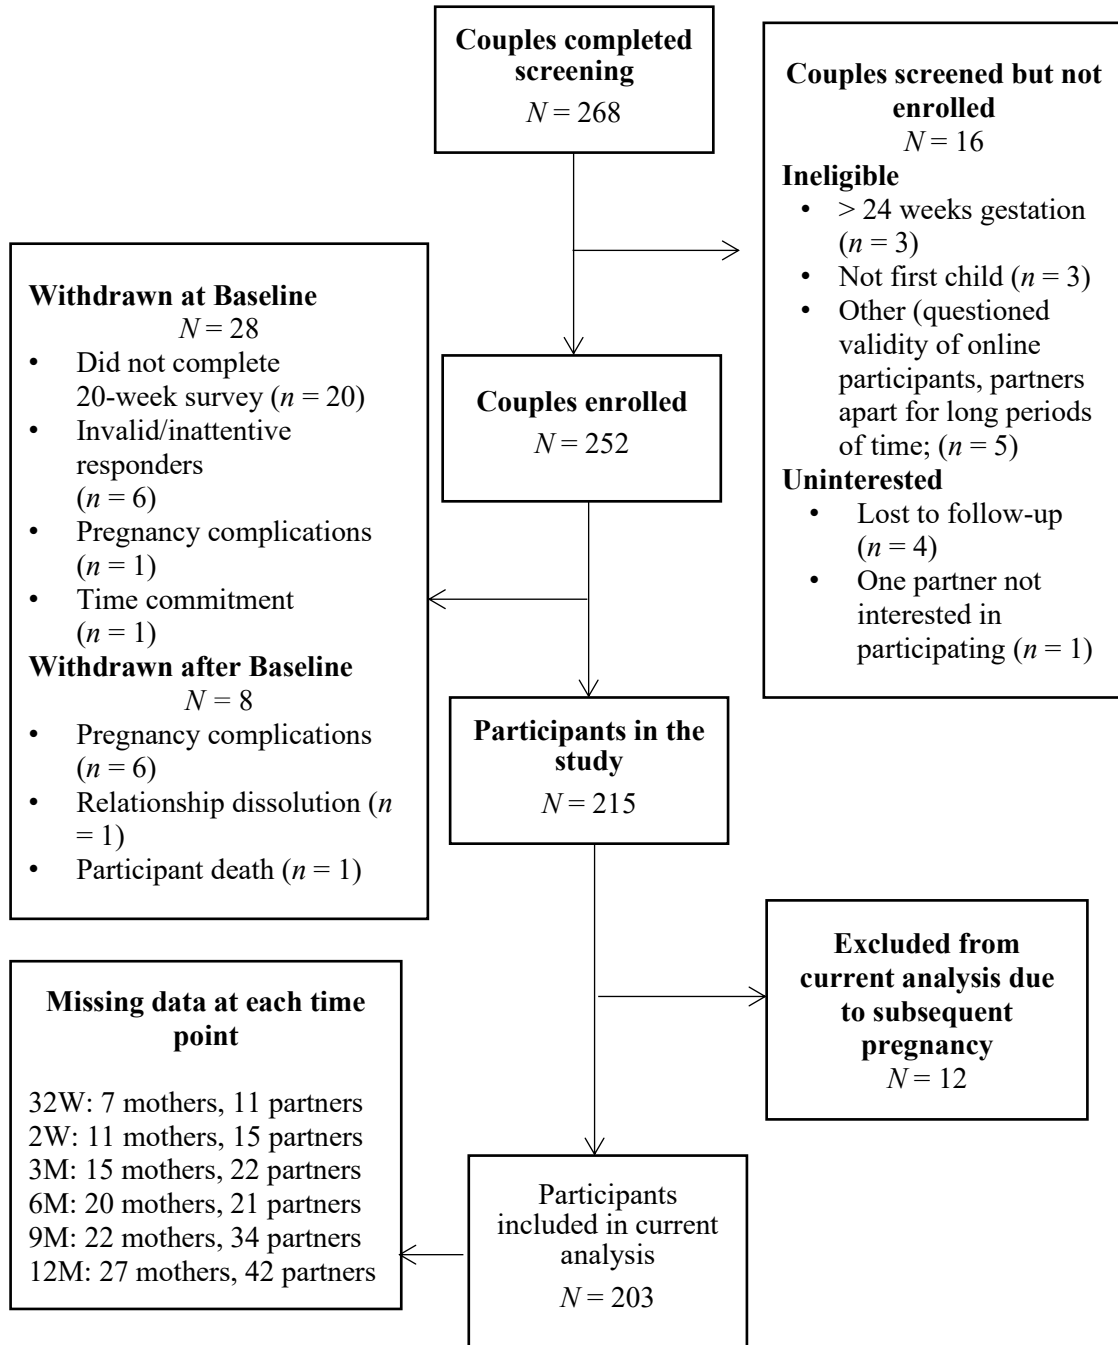 Couples completed
screening
N = 268
Couples screened but not
enrolled
N = 16
Ineligible
• > 24 weeks gestation
(n = 3)
• Not first child (n = 3)
• Other (questioned
validity of online
participants, partners
apart for long periods
of time; (n = 5)
Uninterested
• Lost to follow-up
(n = 4)
• One partner not
interested in
participating (n = 1)
Couples enrolled
N = 252
Withdrawn at Baseline
N = 28
• Did not complete
20-week survey (n = 20)
• Invalid/inattentive
responders
(n = 6)
• Pregnancy complications
(n = 1)
• Time commitment
(n = 1)
Withdrawn after Baseline
N = 8
• Pregnancy complications
(n = 6)
• Relationship dissolution (n
= 1)
• Participant death (n = 1)
Participants in the
study
N = 215
Excluded from
current analysis due
to subsequent
pregnancy
N = 12
Missing data at each time
point
32W: 7 mothers, 11 partners
2W: 11 mothers, 15 partners
3M: 15 mothers, 22 partners
6M: 20 mothers, 21 partners
9M: 22 mothers, 34 partners
12M: 27 mothers, 42 partners
Participants
included in current
analysis
N = 203